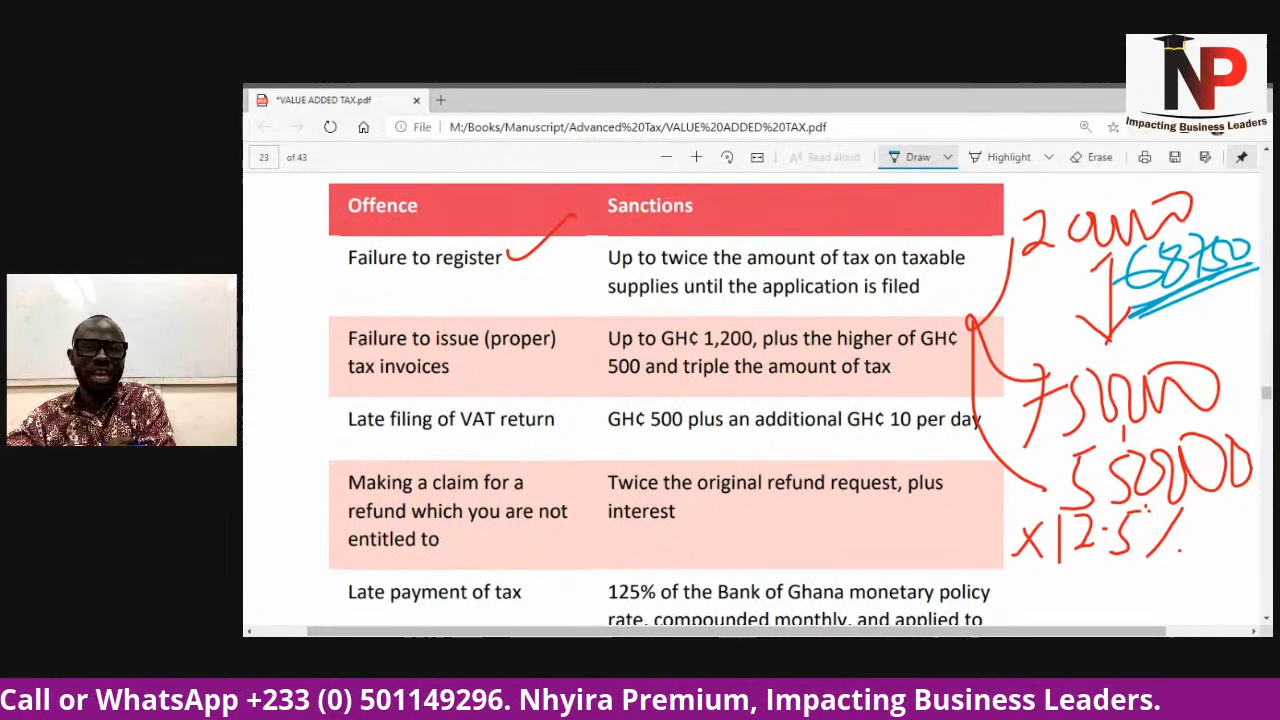 NP
Impacting Business Leaders
*VALUE ADDED TAX.pdf
File M:/Books/Manuscript/Advanced%20Tax/VALUE%20ADDED%20TAX.pdf
23 of 43
Read aloud Draw Highlight Erase
Offence Sanctions
Failure to register Up to twice the amount of tax on taxable
supplies until the application is filed
Failure to issue (proper) Up to GH¢ 1,200, plus the higher of GH¢
tax invoices 500 and triple the amount of tax
Late filing of VAT return GH¢ 500 plus an additional GH¢ 10 per day
Making a claim for a Twice the original refund request, plus
refund which you are not interest
entitled to
Late payment of tax 125% of the Bank of Ghana monetary policy
rate, compounded monthly, and applied to
68750
550000
x12.5%
Call or WhatsApp +233 (0) 501149296. Nhyira Premium, Impacting Business Leaders.